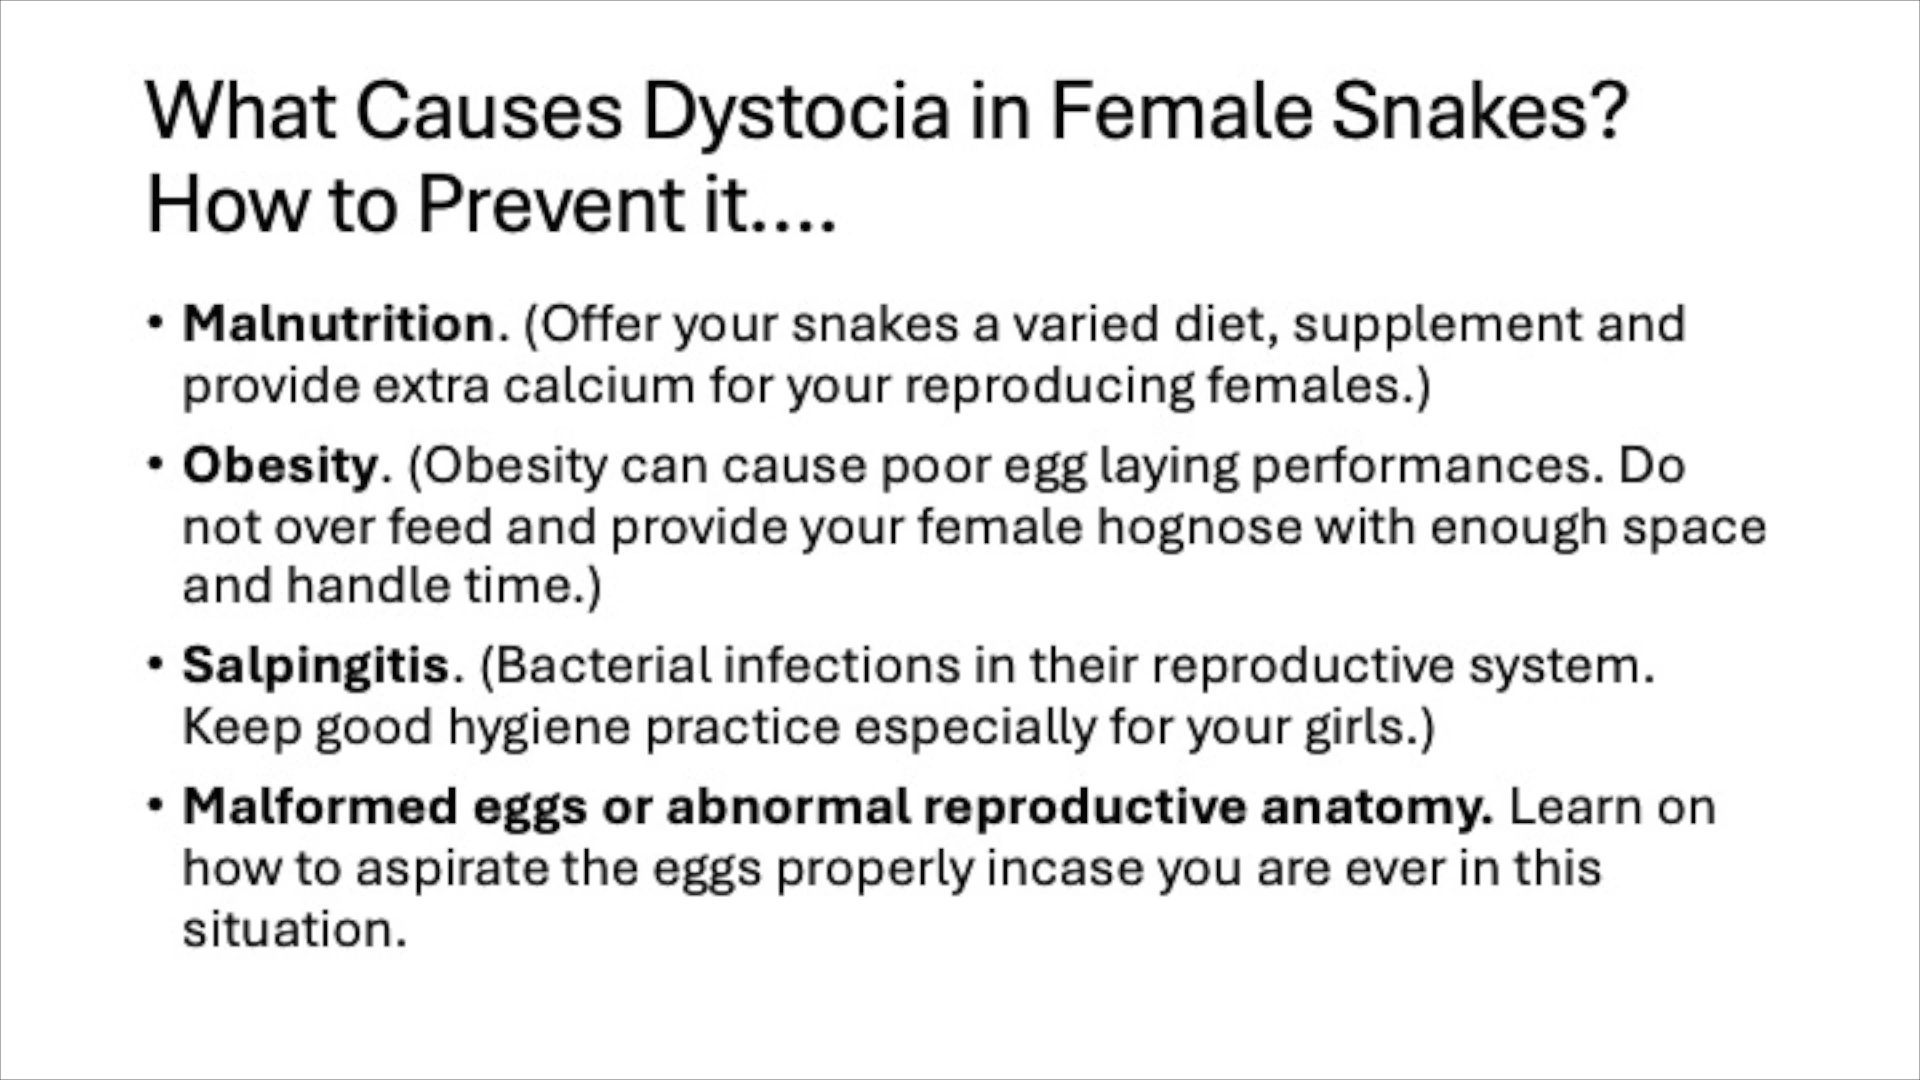 What Causes Dystocia in Female Snakes?
How to Prevent it....
• Malnutrition. (Offer your snakes a varied diet, supplement and
provide extra calcium for your reproducing females.)
• Obesity. (Obesity can cause poor egg laying performances. Do
not over feed and provide your female hognose with enough space
and handle time.)
• Salpingitis. (Bacterial infections in their reproductive system.
Keep good hygiene practice especially for your girls.)
• Malformed eggs or abnormal reproductive anatomy. Learn on
how to aspirate the eggs properly incase you are ever in this
situation.